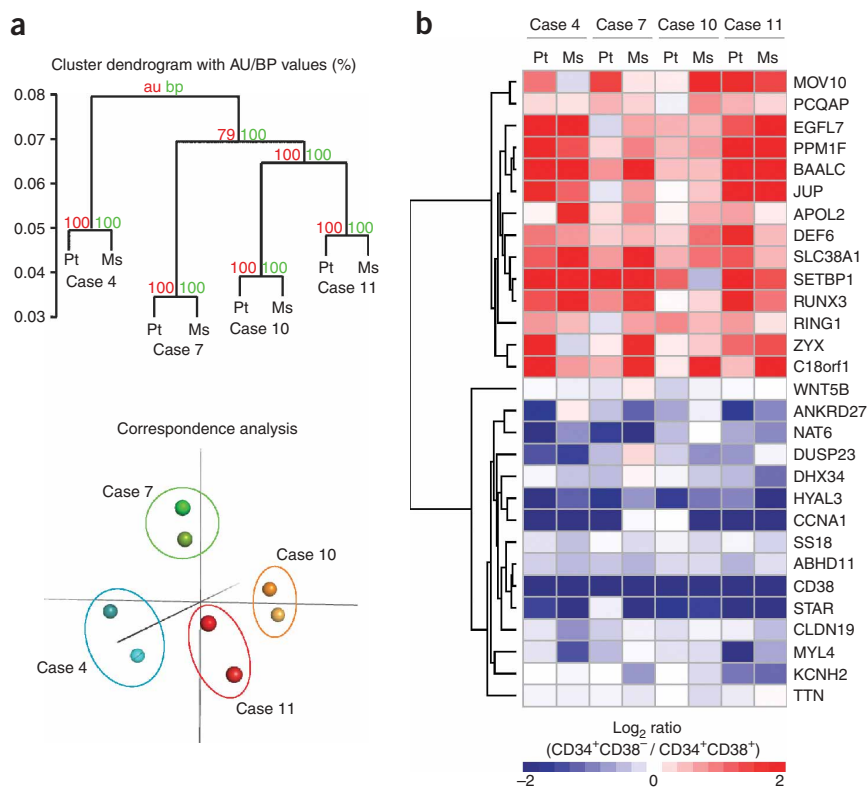 a
Cluster dendrogram with AU/BP values (%)
0.08
0.07
0.06
0.05
0.04
0.03
au bp
79 100
100 100
100 100
100 100
100 100
100 100
Pt Ms
Case 4
Pt Ms
Case 7
Pt Ms
Case 10
Pt Ms
Case 11
Correspondence analysis
Case 7
Case 10
Case 4
Case 11
b
Case 4 Case 7 Case 10 Case 11
Pt Ms Pt Ms Pt Ms Pt Ms
MOV10
PCQAP
EGFL7
PPM1F
BAALC
JUP
APOL2
DEF6
SLC38A1
SETBP1
RUNX3
RING1
ZYX
C18orf1
WNT5B
ANKRD27
NAT6
DUSP23
DHX34
HYAL3
CCNA1
SS18
ABHD11
CD38
STAR
CLDN19
MYL4
KCNH2
TTN
Log₂ ratio
(CD34⁺CD38⁻ / CD34⁺CD38⁺)
−2 0 2